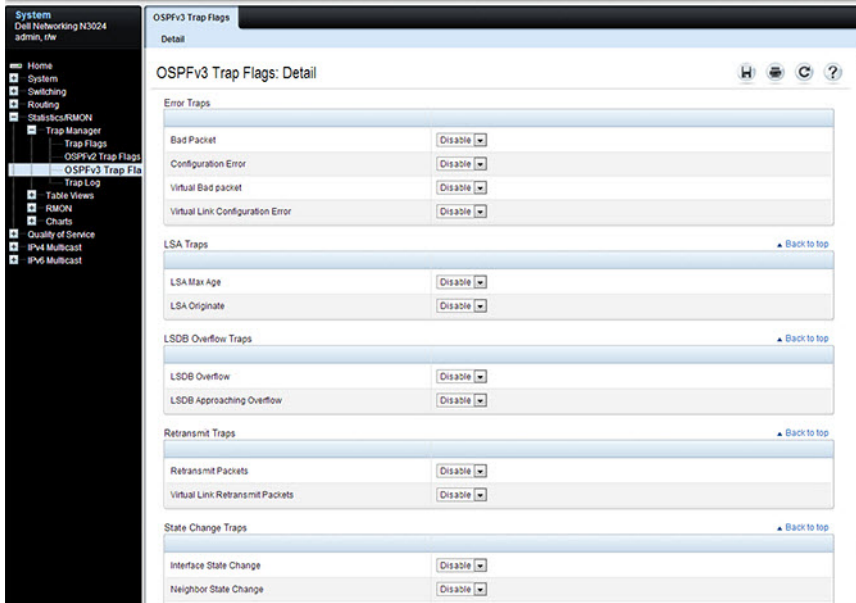 System
Dell Networking N3024
admin, r/w
Home
System
Switching
Routing
Statistics/RMON
Trap Manager
Trap Flags
OSPFv2 Trap Flags
OSPFv3 Trap Fla
Trap Log
Table Views
RMON
Charts
Quality of Service
IPv4 Multicast
IPv6 Multicast
OSPFv3 Trap Flags
Detail
OSPFv3 Trap Flags: Detail
Error Traps
Bad Packet Disable
Configuration Error Disable
Virtual Bad packet Disable
Virtual Link Configuration Error Disable
LSA Traps Back to top
LSA Max Age Disable
LSA Originate Disable
LSDB Overflow Traps Back to top
LSDB Overflow Disable
LSDB Approaching Overflow Disable
Retransmit Traps Back to top
Retransmit Packets Disable
Virtual Link Retransmit Packets Disable
State Change Traps Back to top
Interface State Change Disable
Neighbor State Change Disable